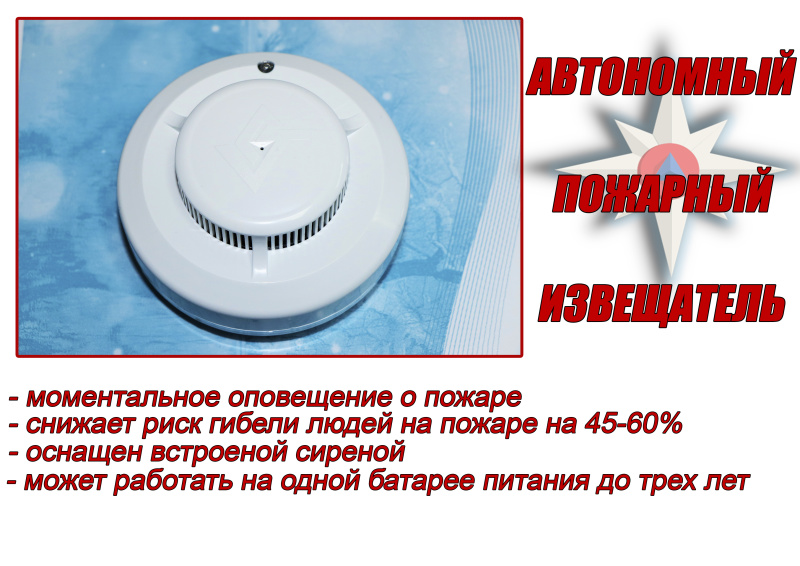 АВТОНОМНЫЙ
ПОЖАРНЫЙ
ИЗВЕЩАТЕЛЬ
- моментальное оповещение о пожаре
- снижает риск гибели людей на пожаре на 45-60%
- оснащен встроеной сиреной
- может работать на одной батарее питания до трех лет